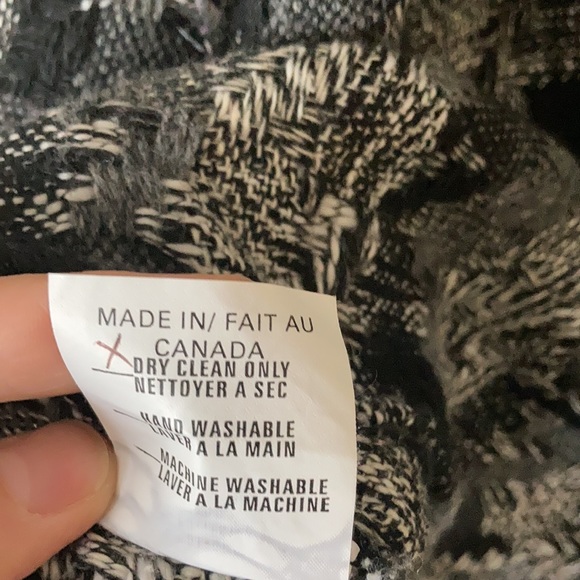 MADE IN/ FAIT AU
CANADA
X DRY CLEAN ONLY
NETTOYER A SEC
HAND WASHABLE
LAVER A LA MAIN
MACHINE WASHABLE
LAVER A LA MACHINE